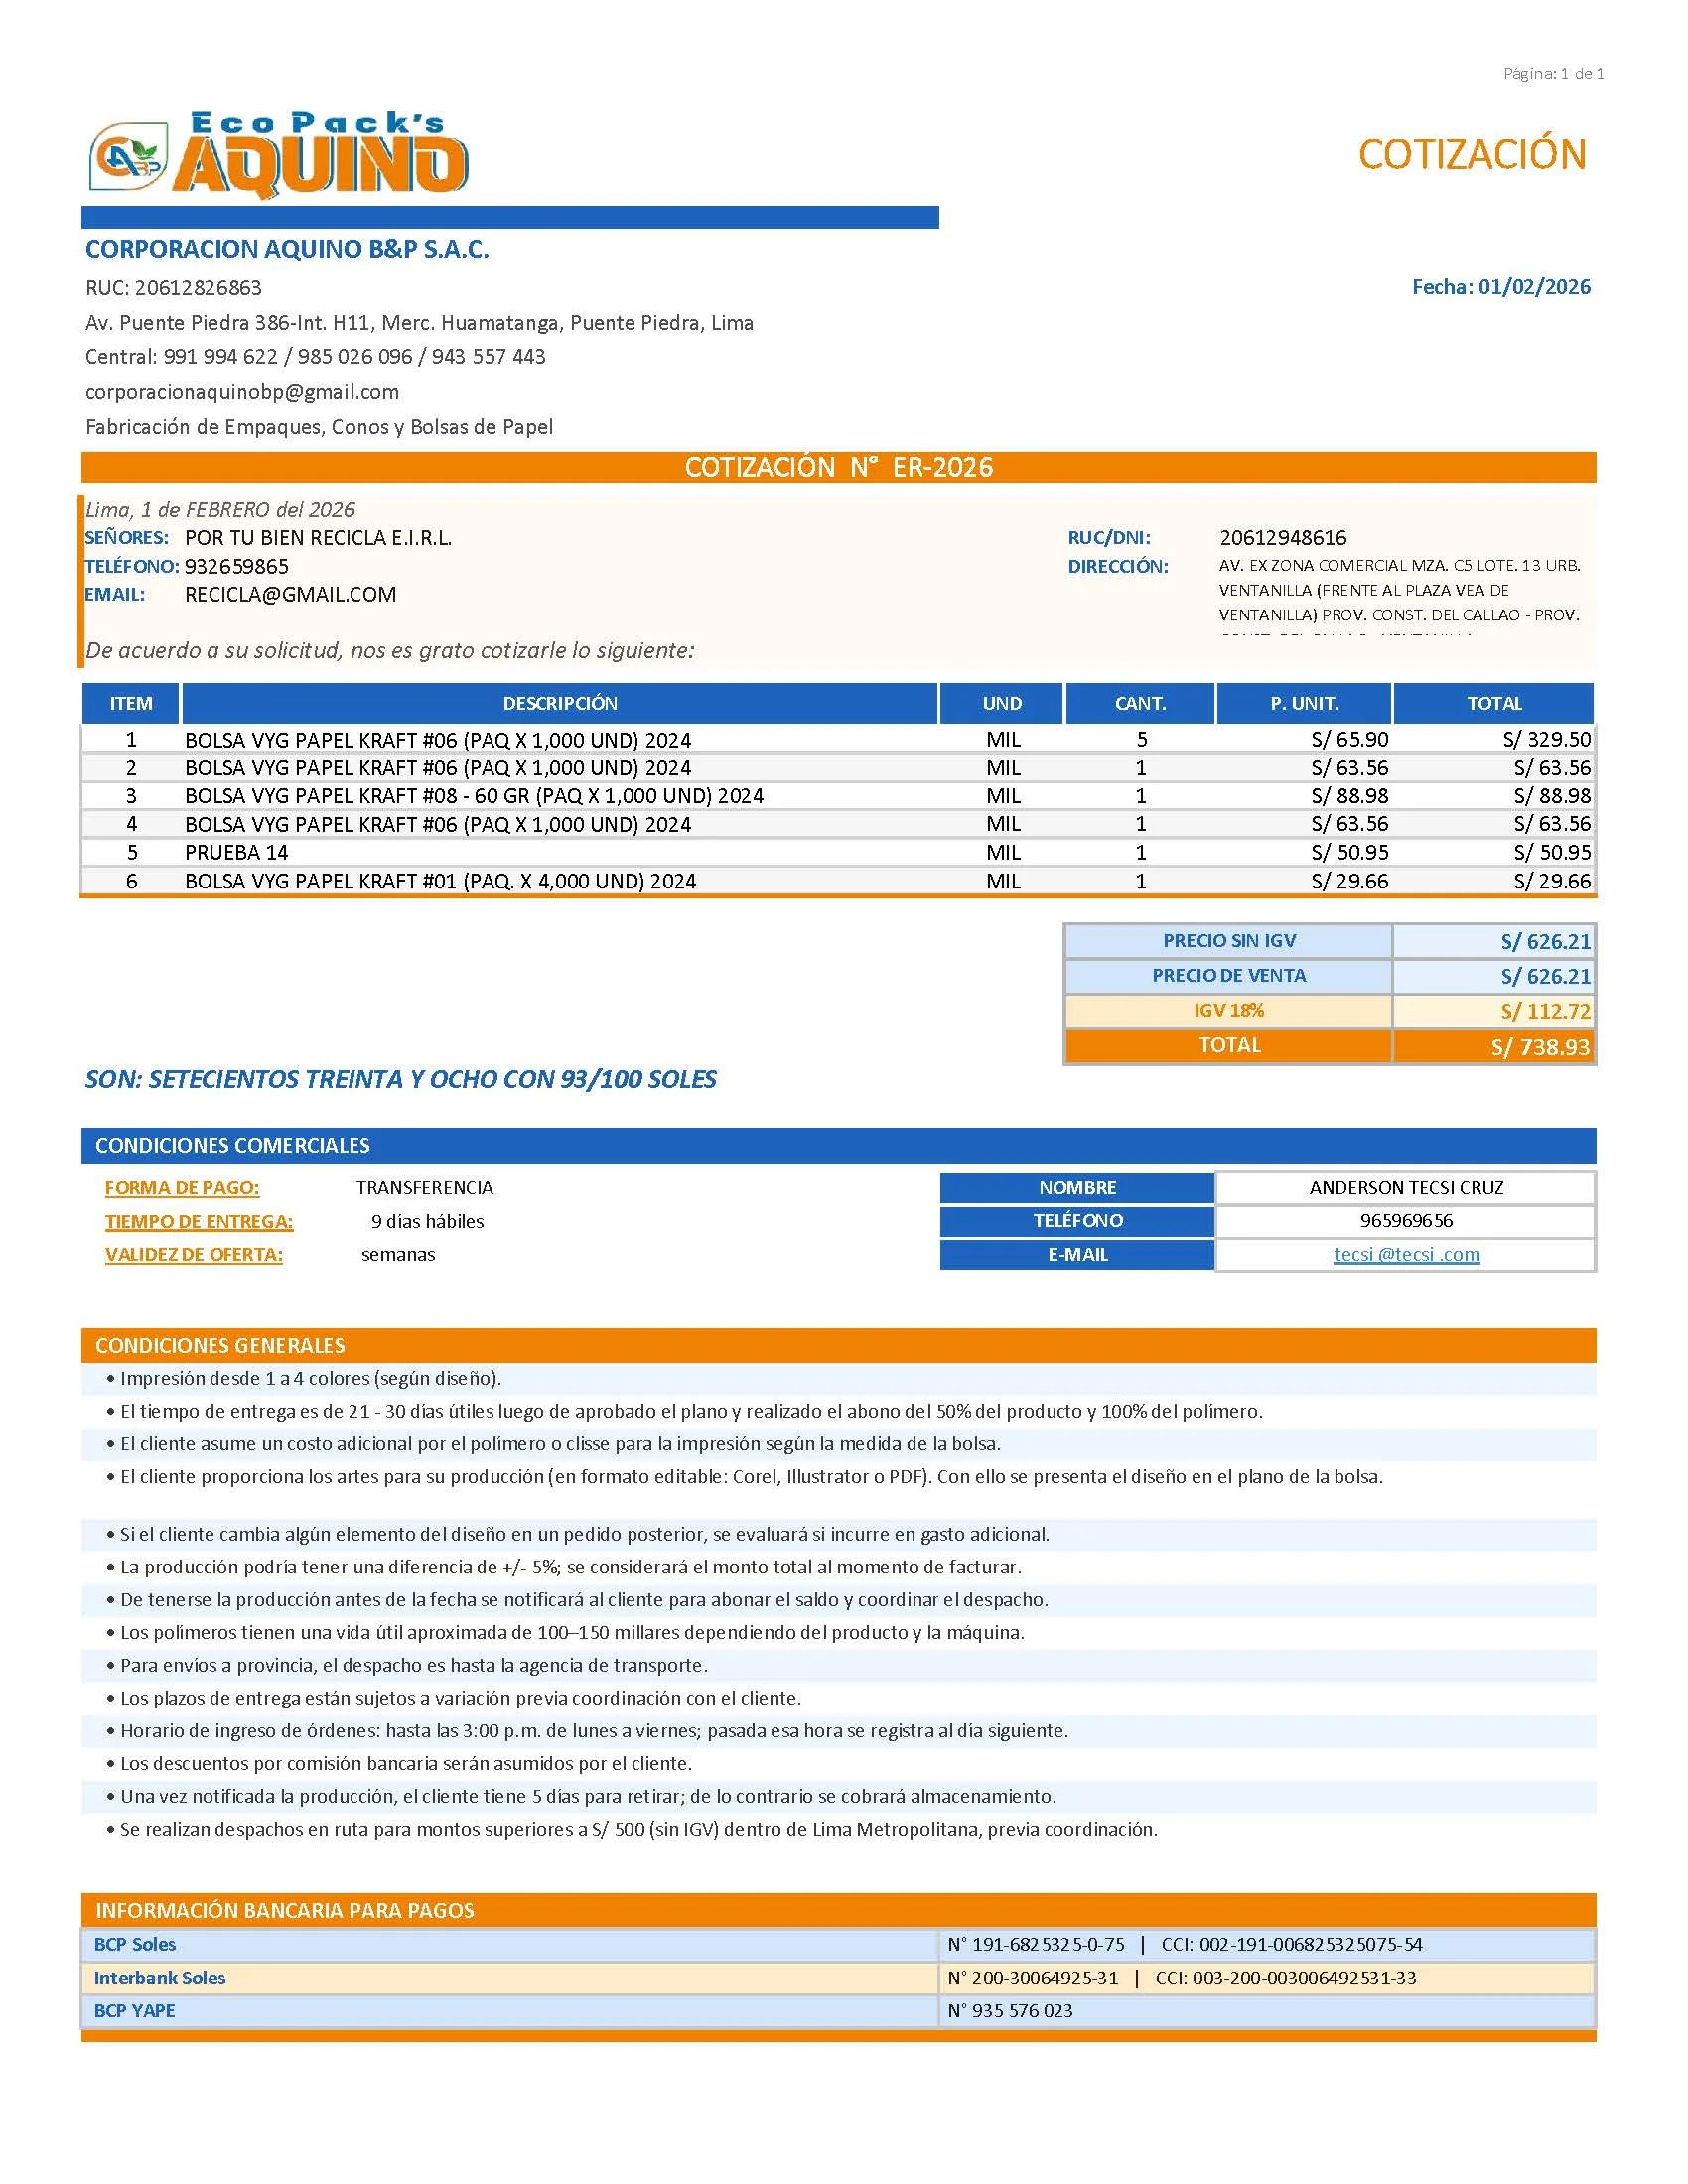 Página: 1 de 1
Eco Pack's
AQUINO
ABP
COTIZACIÓN
CORPORACION AQUINO B&P S.A.C.
RUC: 20612826863
Fecha: 01/02/2026
Av. Puente Piedra 386-Int. H11, Merc. Huamatanga, Puente Piedra, Lima
Central: 991 994 622 / 985 026 096 / 943 557 443
corporacionaquinobp@gmail.com
Fabricación de Empaques, Conos y Bolsas de Papel
COTIZACIÓN N° ER-2026
Lima, 1 de FEBRERO del 2026
SEÑORES: POR TU BIEN RECICLA E.I.R.L. RUC/DNI: 20612948616
TELÉFONO: 932659865 DIRECCIÓN: AV. EX ZONA COMERCIAL MZA. C5 LOTE. 13 URB.
EMAIL: RECICLA@GMAIL.COM VENTANILLA (FRENTE AL PLAZA VEA DE
VENTANILLA) PROV. CONST. DEL CALLAO - PROV.
De acuerdo a su solicitud, nos es grato cotizarle lo siguiente:
ITEM DESCRIPCIÓN UND CANT. P. UNIT. TOTAL
1 BOLSA VYG PAPEL KRAFT #06 (PAQ X 1,000 UND) 2024 MIL 5 S/ 65.90 S/ 329.50
2 BOLSA VYG PAPEL KRAFT #06 (PAQ X 1,000 UND) 2024 MIL 1 S/ 63.56 S/ 63.56
3 BOLSA VYG PAPEL KRAFT #08 - 60 GR (PAQ X 1,000 UND) 2024 MIL 1 S/ 88.98 S/ 88.98
4 BOLSA VYG PAPEL KRAFT #06 (PAQ X 1,000 UND) 2024 MIL 1 S/ 63.56 S/ 63.56
5 PRUEBA 14 MIL 1 S/ 50.95 S/ 50.95
6 BOLSA VYG PAPEL KRAFT #01 (PAQ. X 4,000 UND) 2024 MIL 1 S/ 29.66 S/ 29.66
PRECIO SIN IGV S/ 626.21
PRECIO DE VENTA S/ 626.21
IGV 18% S/ 112.72
TOTAL S/ 738.93
SON: SETECIENTOS TREINTA Y OCHO CON 93/100 SOLES
CONDICIONES COMERCIALES
FORMA DE PAGO: TRANSFERENCIA NOMBRE ANDERSON TECSI CRUZ
TIEMPO DE ENTREGA: 9 días hábiles TELÉFONO 965969656
VALIDEZ DE OFERTA: semanas E-MAIL tecsi @tecsi .com
CONDICIONES GENERALES
• Impresión desde 1 a 4 colores (según diseño).
• El tiempo de entrega es de 21 - 30 días útiles luego de aprobado el plano y realizado el abono del 50% del producto y 100% del polímero.
• El cliente asume un costo adicional por el polímero o clisse para la impresión según la medida de la bolsa.
• El cliente proporciona los artes para su producción (en formato editable: Corel, Illustrator o PDF). Con ello se presenta el diseño en el plano de la bolsa.
• Si el cliente cambia algún elemento del diseño en un pedido posterior, se evaluará si incurre en gasto adicional.
• La producción podría tener una diferencia de +/- 5%; se considerará el monto total al momento de facturar.
• De tenerse la producción antes de la fecha se notificará al cliente para abonar el saldo y coordinar el despacho.
• Los polímeros tienen una vida útil aproximada de 100–150 millares dependiendo del producto y la máquina.
• Para envíos a provincia, el despacho es hasta la agencia de transporte.
• Los plazos de entrega están sujetos a variación previa coordinación con el cliente.
• Horario de ingreso de órdenes: hasta las 3:00 p.m. de lunes a viernes; pasada esa hora se registra al día siguiente.
• Los descuentos por comisión bancaria serán asumidos por el cliente.
• Una vez notificada la producción, el cliente tiene 5 días para retirar; de lo contrario se cobrará almacenamiento.
• Se realizan despachos en ruta para montos superiores a S/ 500 (sin IGV) dentro de Lima Metropolitana, previa coordinación.
INFORMACIÓN BANCARIA PARA PAGOS
BCP Soles N° 191-6825325-0-75 | CCI: 002-191-006825325075-54
Interbank Soles N° 200-30064925-31 | CCI: 003-200-003006492531-33
BCP YAPE N° 935 576 023